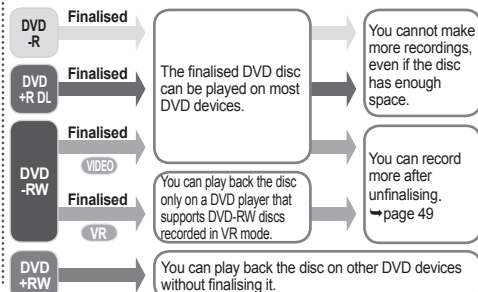 DVD
-R
Finalised
DVD
+R DL
Finalised
The finalised DVD disc
can be played on most
DVD devices.
You cannot make
more recordings,
even if the disc
has enough
space.
DVD
-RW
Finalised
VIDEO
Finalised
VR
You can play back the disc
only on a DVD player that
supports DVD-RW discs
recorded in VR mode.
You can record
more after
unfinalising.
➥page 49
DVD
+RW
You can play back the disc on other DVD devices
without finalising it.